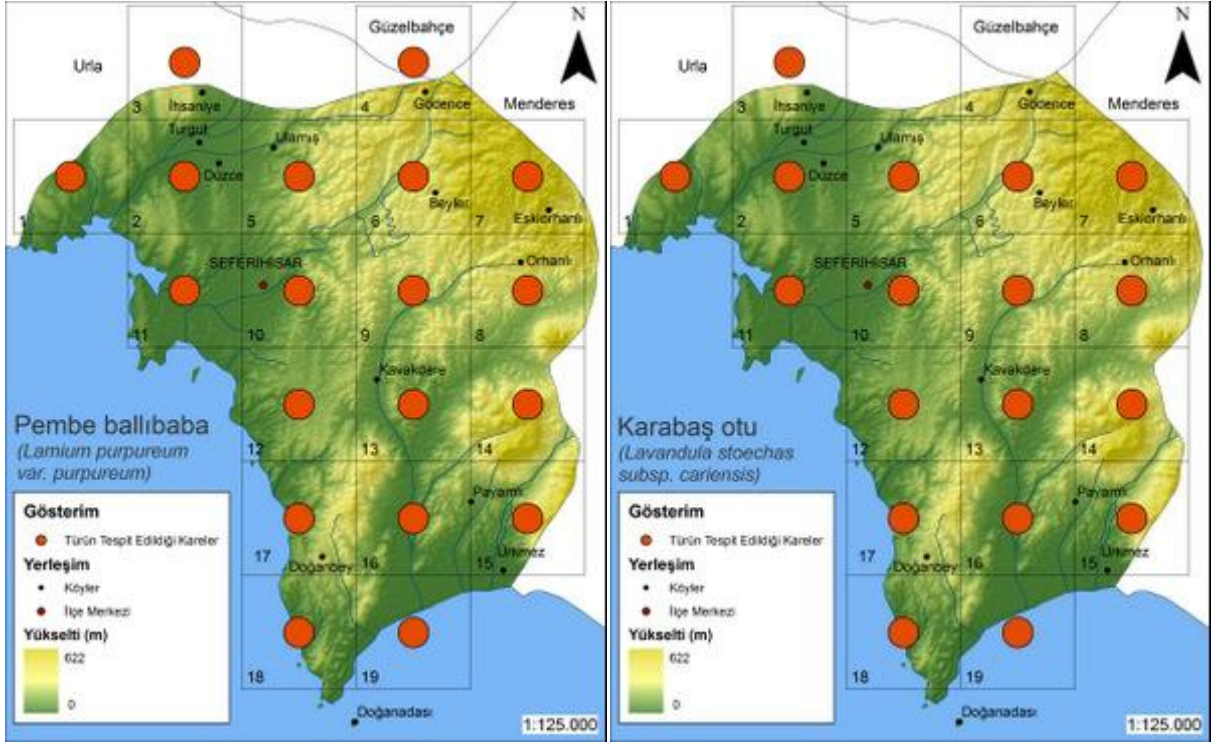 Güzelbahçe
N
Urla
Gödence
Menderes
İhsaniye
3
4
Turgut
Ulamış
Düzce
Beyler
Eskiorhanlı
1
2
5
6
7
SEFERİHİSAR
Orhanlı
11
10
9
8
Kavakdere
Pembe ballıbaba
(Lamium purpureum
var. purpureum)
12
13
14
Payamlı
Gösterim
Türün Tespit Edildiği Kareler
Yerleşim
Köyler
İlçe Merkezi
Yükselti (m)
622
0
17
Doğanbey
16
15
Ürkmez
18
19
Doğanadası
1:125.000
Güzelbahçe
N
Urla
Gödence
Menderes
İhsaniye
3
4
Turgut
Ulamış
Düzce
Beyler
Eskiorhanlı
1
2
5
6
7
SEFERİHİSAR
Orhanlı
11
10
9
8
Kavakdere
Karabaş otu
(Lavandula stoechas
subsp. cariensis)
12
13
14
Payamlı
Gösterim
Türün Tespit Edildiği Kareler
Yerleşim
Köyler
İlçe Merkezi
Yükselti (m)
622
0
17
Doğanbey
16
15
Ürkmez
18
19
Doğanadası
1:125.000